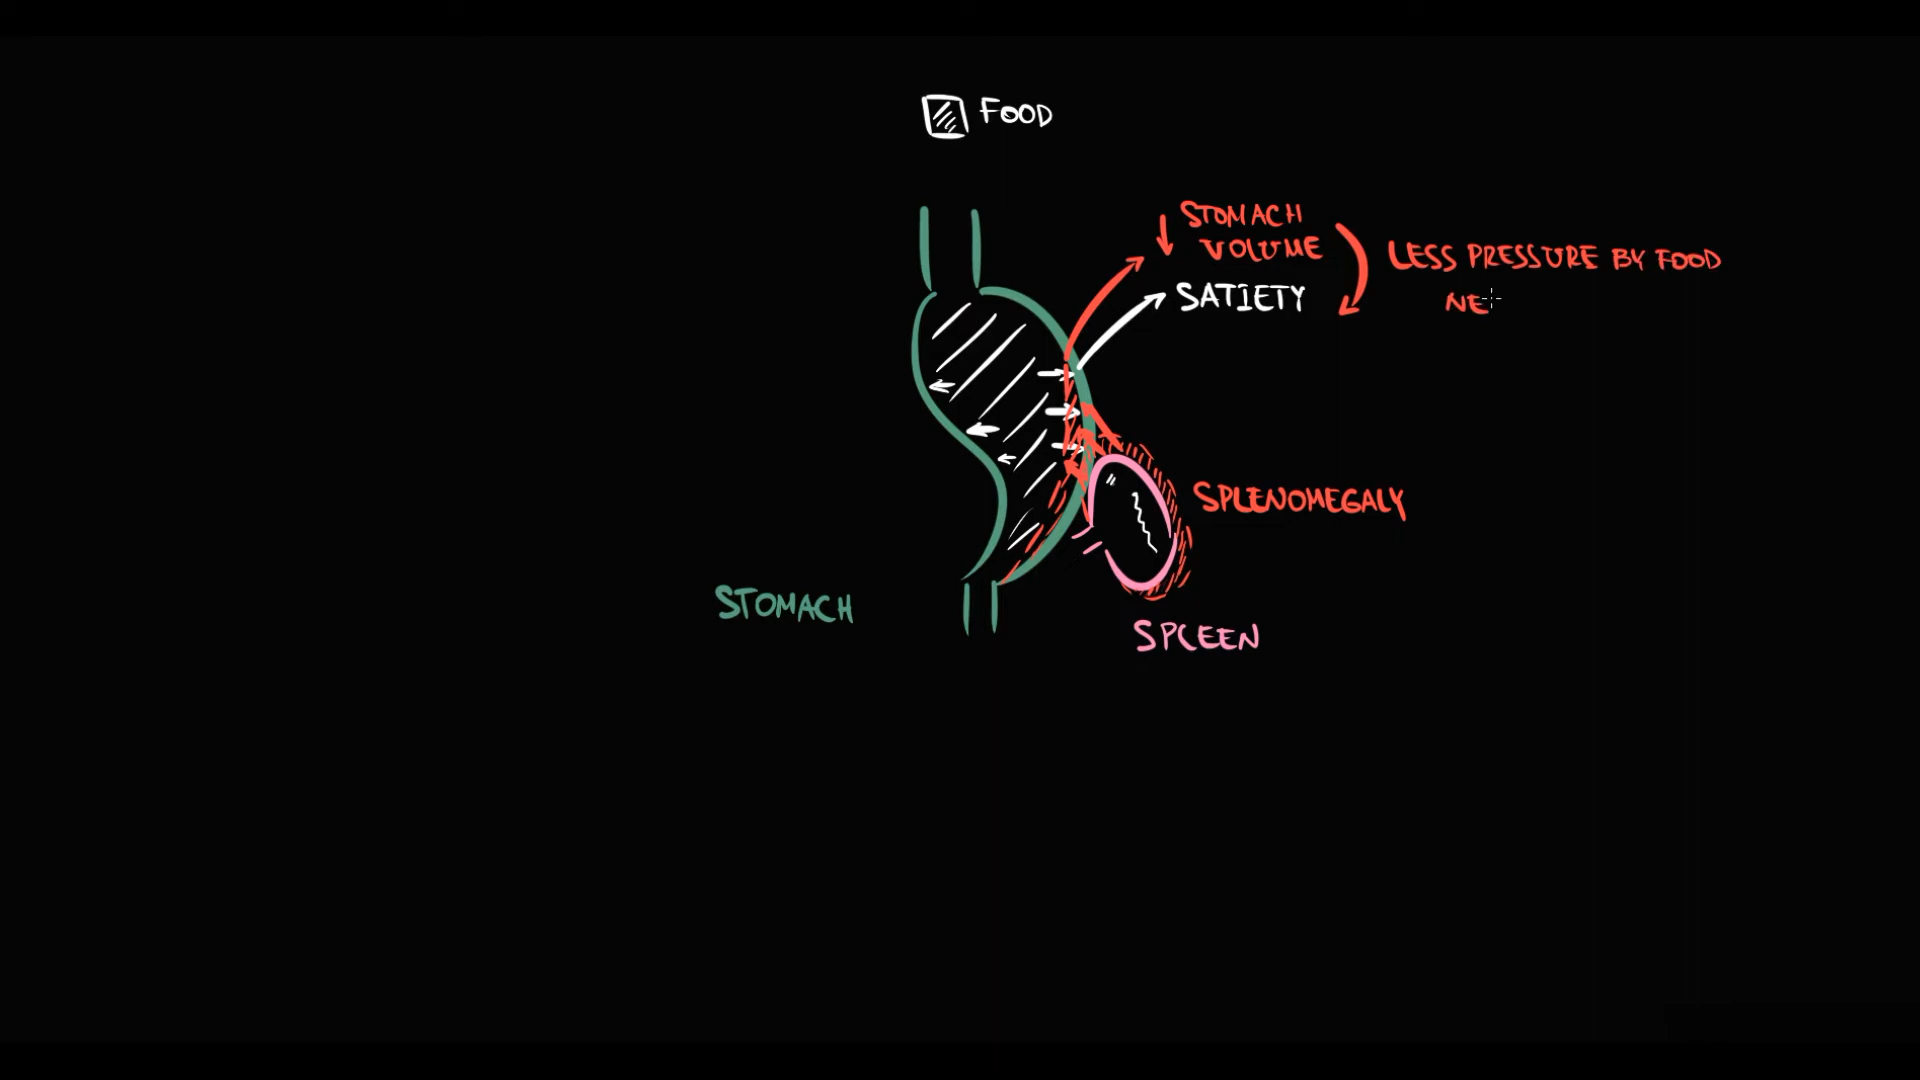 FOOD
↓ STOMACH
VOLUME
SATIETY
LESS PRESSURE BY FOOD
NE
SPLENOMEGALY
STOMACH
SPLEEN